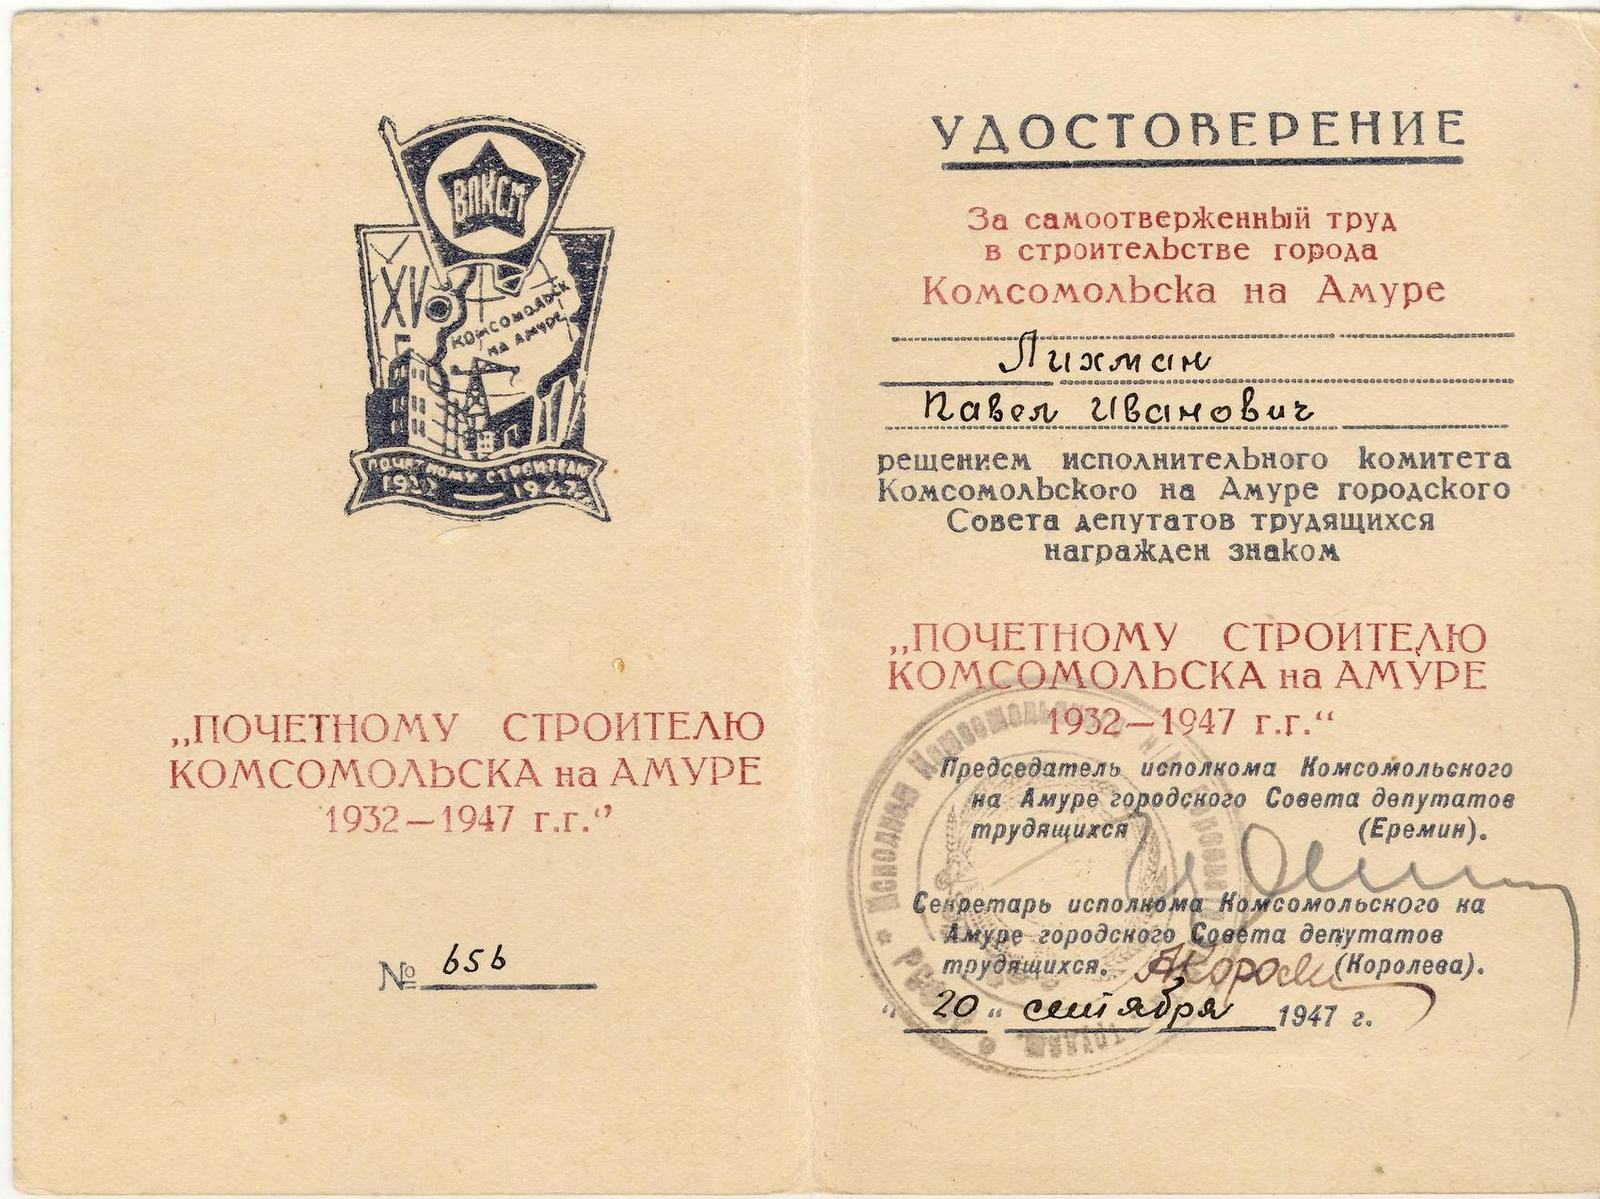 ВЛКСМ
XV
КОМСОМОЛЬСК
на АМУРЕ
ПОЧЕТНОМУ СТРОИТЕЛЮ
1932 — 1947
„ПОЧЕТНОМУ СТРОИТЕЛЮ
КОМСОМОЛЬСКА на АМУРЕ
1932—1947 г.г.“
№ 656
УДОСТОВЕРЕНИЕ
За самоотверженный труд
в строительстве города
Комсомольска на Амуре
Лихман
Павел Иванович
решением исполнительного комитета
Комсомольского на Амуре городского
Совета депутатов трудящихся
награжден знаком
„ПОЧЕТНОМУ СТРОИТЕЛЮ
КОМСОМОЛЬСКА на АМУРЕ
1932—1947 г.г.“
Председатель исполкома Комсомольского
на Амуре городского Совета депутатов
трудящихся (Еремин).
Секретарь исполкома Комсомольского на
Амуре городского Совета депутатов
трудящихся. (Королева).
“ 20 “ сентября 1947 г.